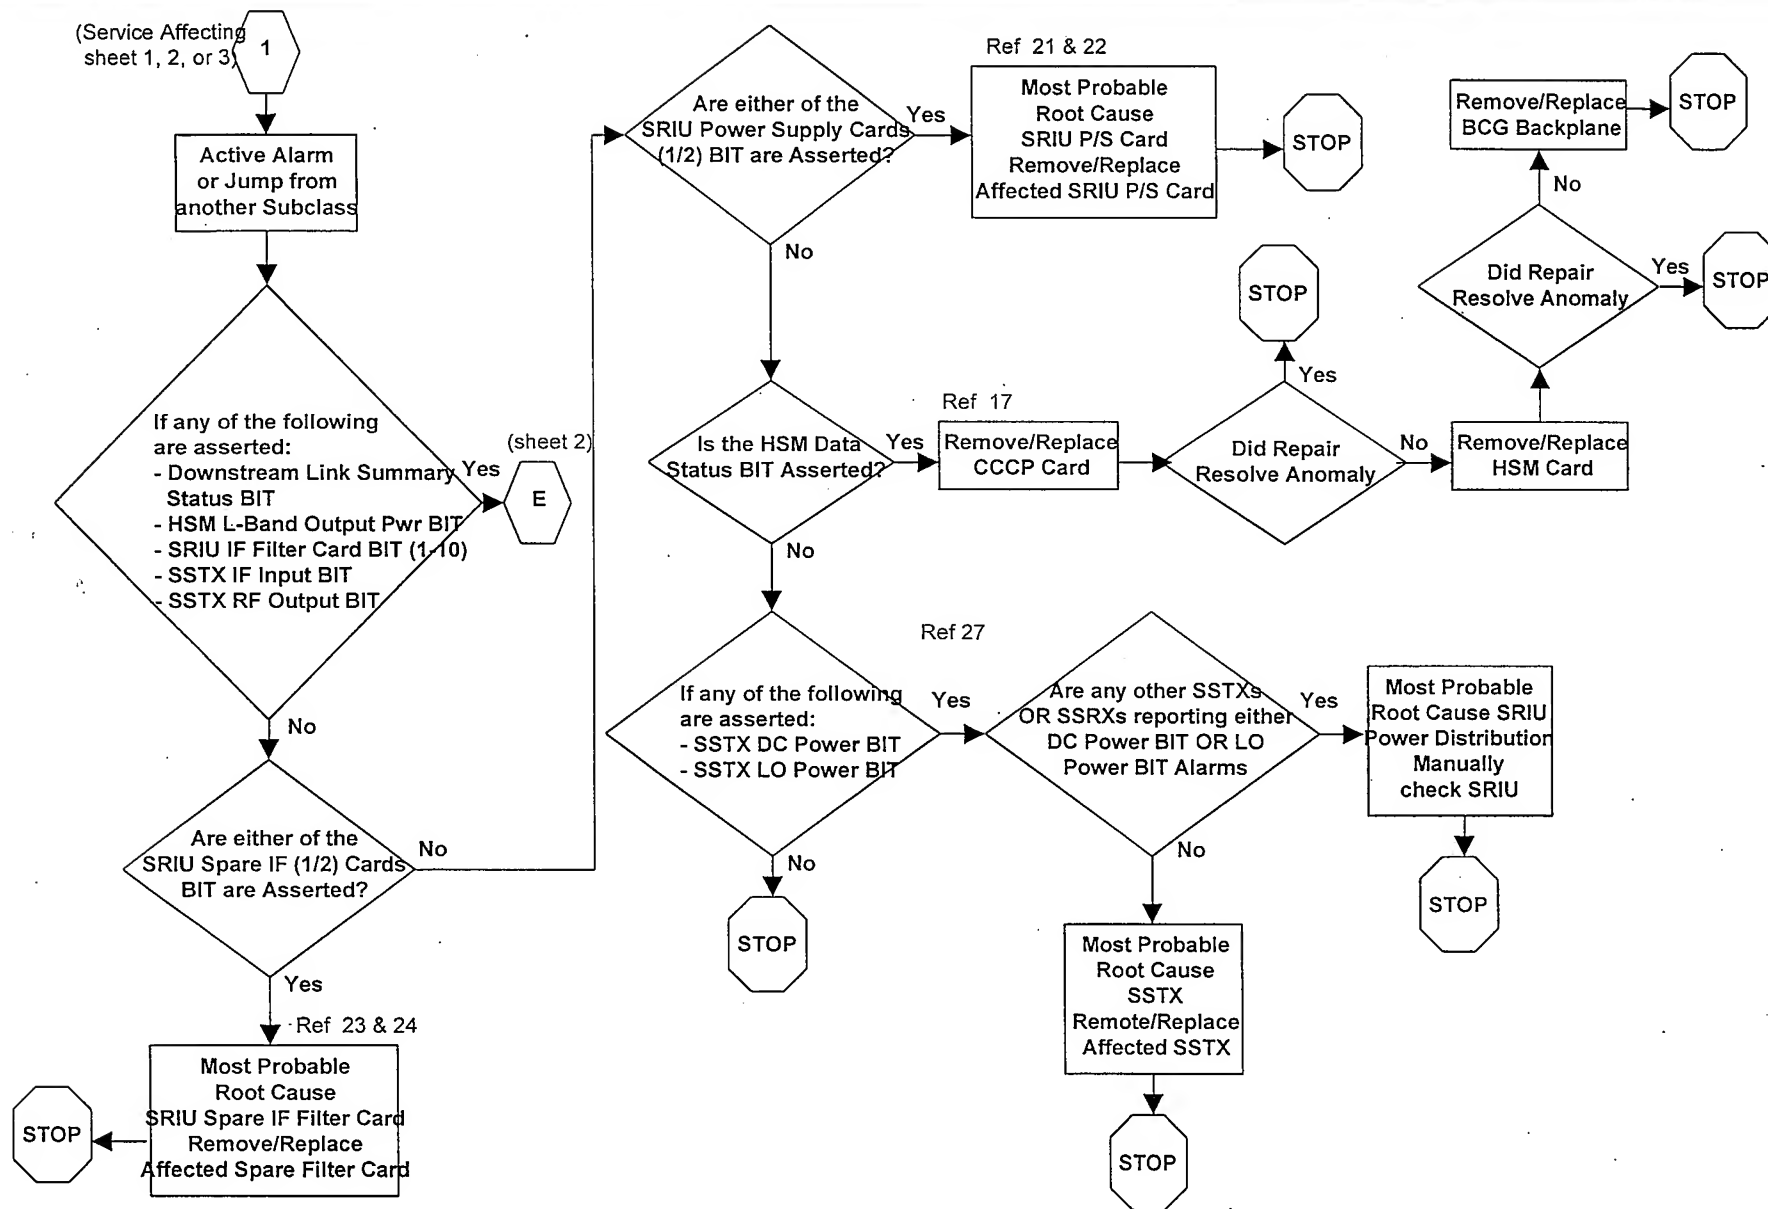 (Service Affecting
sheet 1, 2, or 3)
1
Active Alarm
or Jump from
another Subclass
If any of the following
are asserted:
- Downstream Link Summary
Status BIT
- HSM L-Band Output Pwr BIT
- SRIU IF Filter Card BIT (1-10)
- SSTX IF Input BIT
- SSTX RF Output BIT
Yes
(sheet 2)
E
No
Are either of the
SRIU Spare IF (1/2) Cards
BIT are Asserted?
No
Yes
Ref 23 & 24
Most Probable
Root Cause
SRIU Spare IF Filter Card
Remove/Replace
Affected Spare Filter Card
STOP
Are either of the
SRIU Power Supply Cards
(1/2) BIT are Asserted?
Yes
Ref 21 & 22
Most Probable
Root Cause
SRIU P/S Card
Remove/Replace
Affected SRIU P/S Card
STOP
No
Is the HSM Data
Status BIT Asserted?
Yes
Ref 17
Remove/Replace
CCCP Card
Did Repair
Resolve Anomaly
Yes
STOP
No
Remove/Replace
HSM Card
Did Repair
Resolve Anomaly
Yes
STOP
No
Remove/Replace
BCG Backplane
STOP
No
If any of the following
are asserted:
- SSTX DC Power BIT
- SSTX LO Power BIT
Yes
No
STOP
Ref 27
Are any other SSTXs
OR SSRXs reporting either
DC Power BIT OR LO
Power BIT Alarms
Yes
Most Probable
Root Cause SRIU
Power Distribution
Manually
check SRIU
STOP
No
Most Probable
Root Cause
SSTX
Remote/Replace
Affected SSTX
STOP